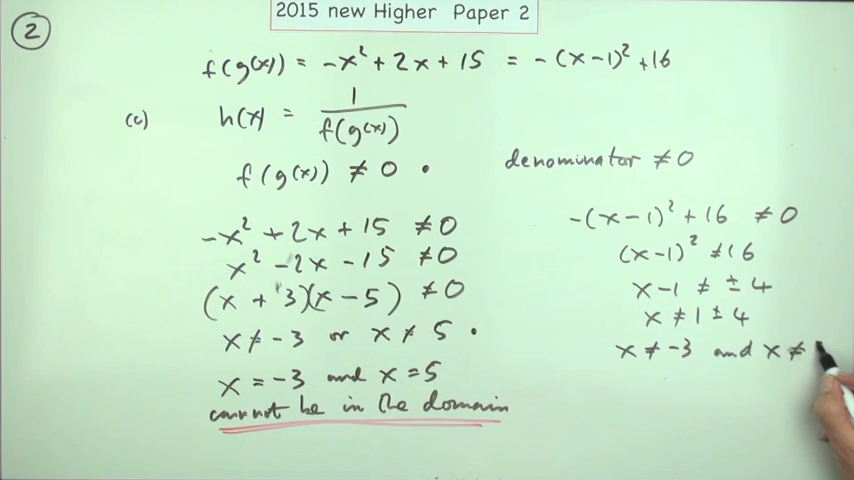 2015 new Higher Paper 2
2
f(g(x)) = -x² + 2x + 15 = -(x-1)² + 16
(c) h(x) = 1/f(g(x))
f(g(x)) ≠ 0 .
denominator ≠ 0
-x² + 2x + 15 ≠ 0
x² - 2x - 15 ≠ 0
(x + 3)(x - 5) ≠ 0
x ≠ -3 or x ≠ 5 .
x = -3 and x = 5
cannot be in the domain
-(x-1)² + 16 ≠ 0
(x-1)² ≠ 16
x-1 ≠ ± 4
x ≠ 1 ± 4
x ≠ -3 and x ≠